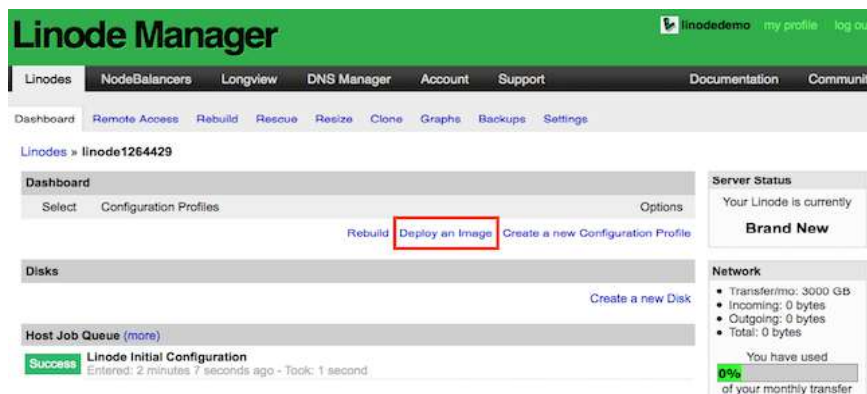 Linode Manager
linodedemo my profile log ou
Linodes NodeBalancers Longview DNS Manager Account Support Documentation Communit
Dashboard Remote Access Rebuild Rescue Resize Clone Graphs Backups Settings
Linodes » linode1264429
Dashboard
Select Configuration Profiles Options
Rebuild Deploy an Image Create a new Configuration Profile
Disks
Create a new Disk
Host Job Queue (more)
Success Linode Initial Configuration
Entered: 2 minutes 7 seconds ago - Took: 1 second
Server Status
Your Linode is currently
Brand New
Network
• Transfer/mo: 3000 GB
• Incoming: 0 bytes
• Outgoing: 0 bytes
• Total: 0 bytes
You have used
0%
of your monthly transfer